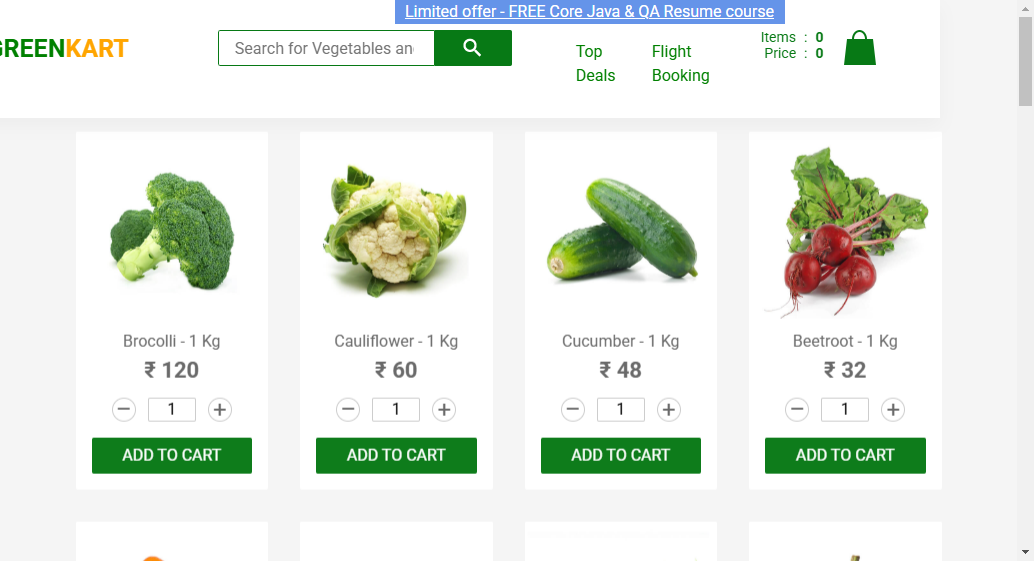 Limited offer - FREE Core Java & QA Resume course
GREENKART
Search for Vegetables an
Top
Deals
Flight
Booking
Items : 0
Price : 0
Brocolli - 1 Kg
₹ 120
1
ADD TO CART
Cauliflower - 1 Kg
₹ 60
1
ADD TO CART
Cucumber - 1 Kg
₹ 48
1
ADD TO CART
Beetroot - 1 Kg
₹ 32
1
ADD TO CART